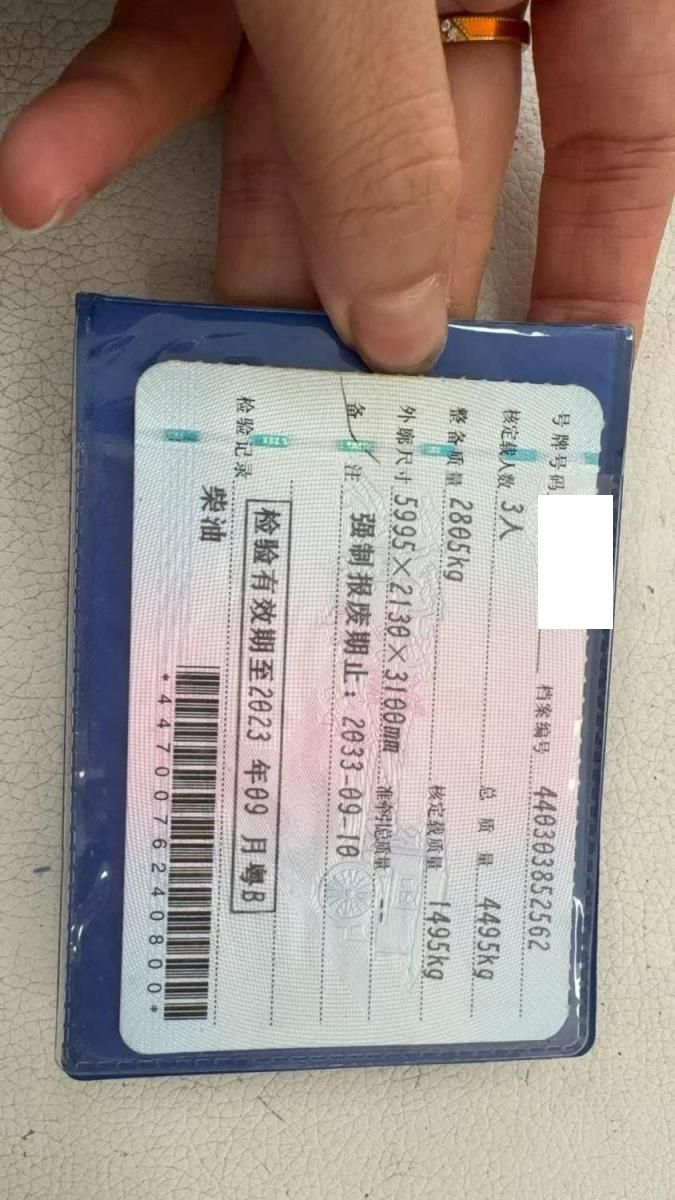 号牌号码 档案编号 440303852562
核定载人数 3人 总质量 4495kg
整备质量 2805kg 核定载质量 1495kg
外廓尺寸 5995×2130×3100mm 准牵引总质量 --
备注 强制报废期止：2033-09-10
检验有效期至2023 年09 月粤B
检验记录
柴油
*4470076240800*